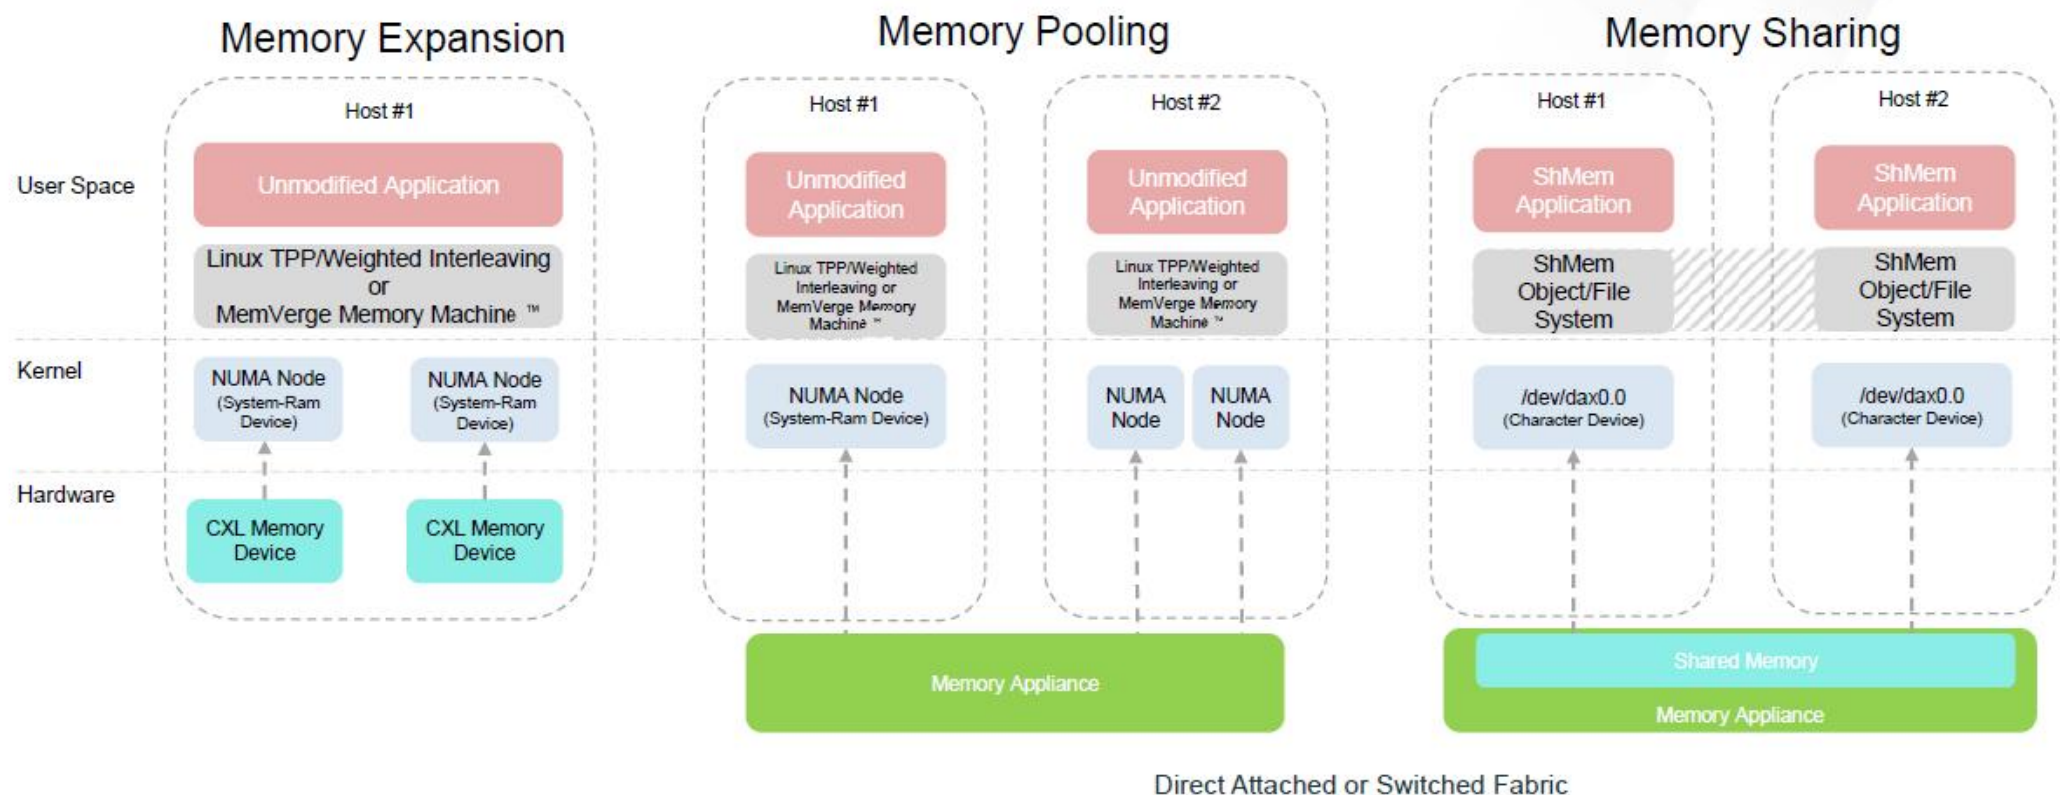 Memory Expansion
Memory Pooling
Memory Sharing
Host #1
Host #1
Host #2
Host #1
Host #2
User Space
Unmodified Application
Unmodified
Application
Unmodified
Application
ShMem
Application
ShMem
Application
Linux TPP/Weighted Interleaving
or
MemVerge Memory Machine ™
Linux TPP/Weighted
Interleaving or
MemVerge Memory
Machine ™
Linux TPP/Weighted
Interleaving or
MemVerge Memory
Machine ™
ShMem
Object/File
System
ShMem
Object/File
System
Kernel
NUMA Node
(System-Ram
Device)
NUMA Node
(System-Ram
Device)
NUMA Node
(System-Ram Device)
NUMA
Node
NUMA
Node
/dev/dax0.0
(Character Device)
/dev/dax0.0
(Character Device)
Hardware
CXL Memory
Device
CXL Memory
Device
Memory Appliance
Shared Memory
Memory Appliance
Direct Attached or Switched Fabric